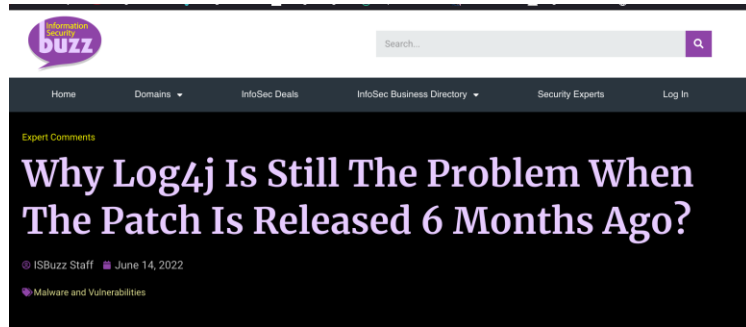 Information
Security
buzz
Search...
Home Domains InfoSec Deals InfoSec Business Directory Security Experts Log In
Expert Comments
Why Log4j Is Still The Problem When
The Patch Is Released 6 Months Ago?
ISBuzz Staff June 14, 2022
Malware and Vulnerabilities